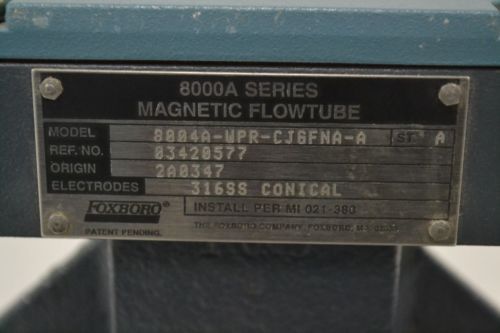 8000A SERIES
MAGNETIC FLOWTUBE
MODEL 8004A-WPR-CJ6FNA-A ST A
REF. NO. 03420577
ORIGIN 2A0347
ELECTRODES 316SS CONICAL
FOXBORO INSTALL PER MI 021-380
PATENT PENDING. THE FOXBORO COMPANY, FOXBORO, MA